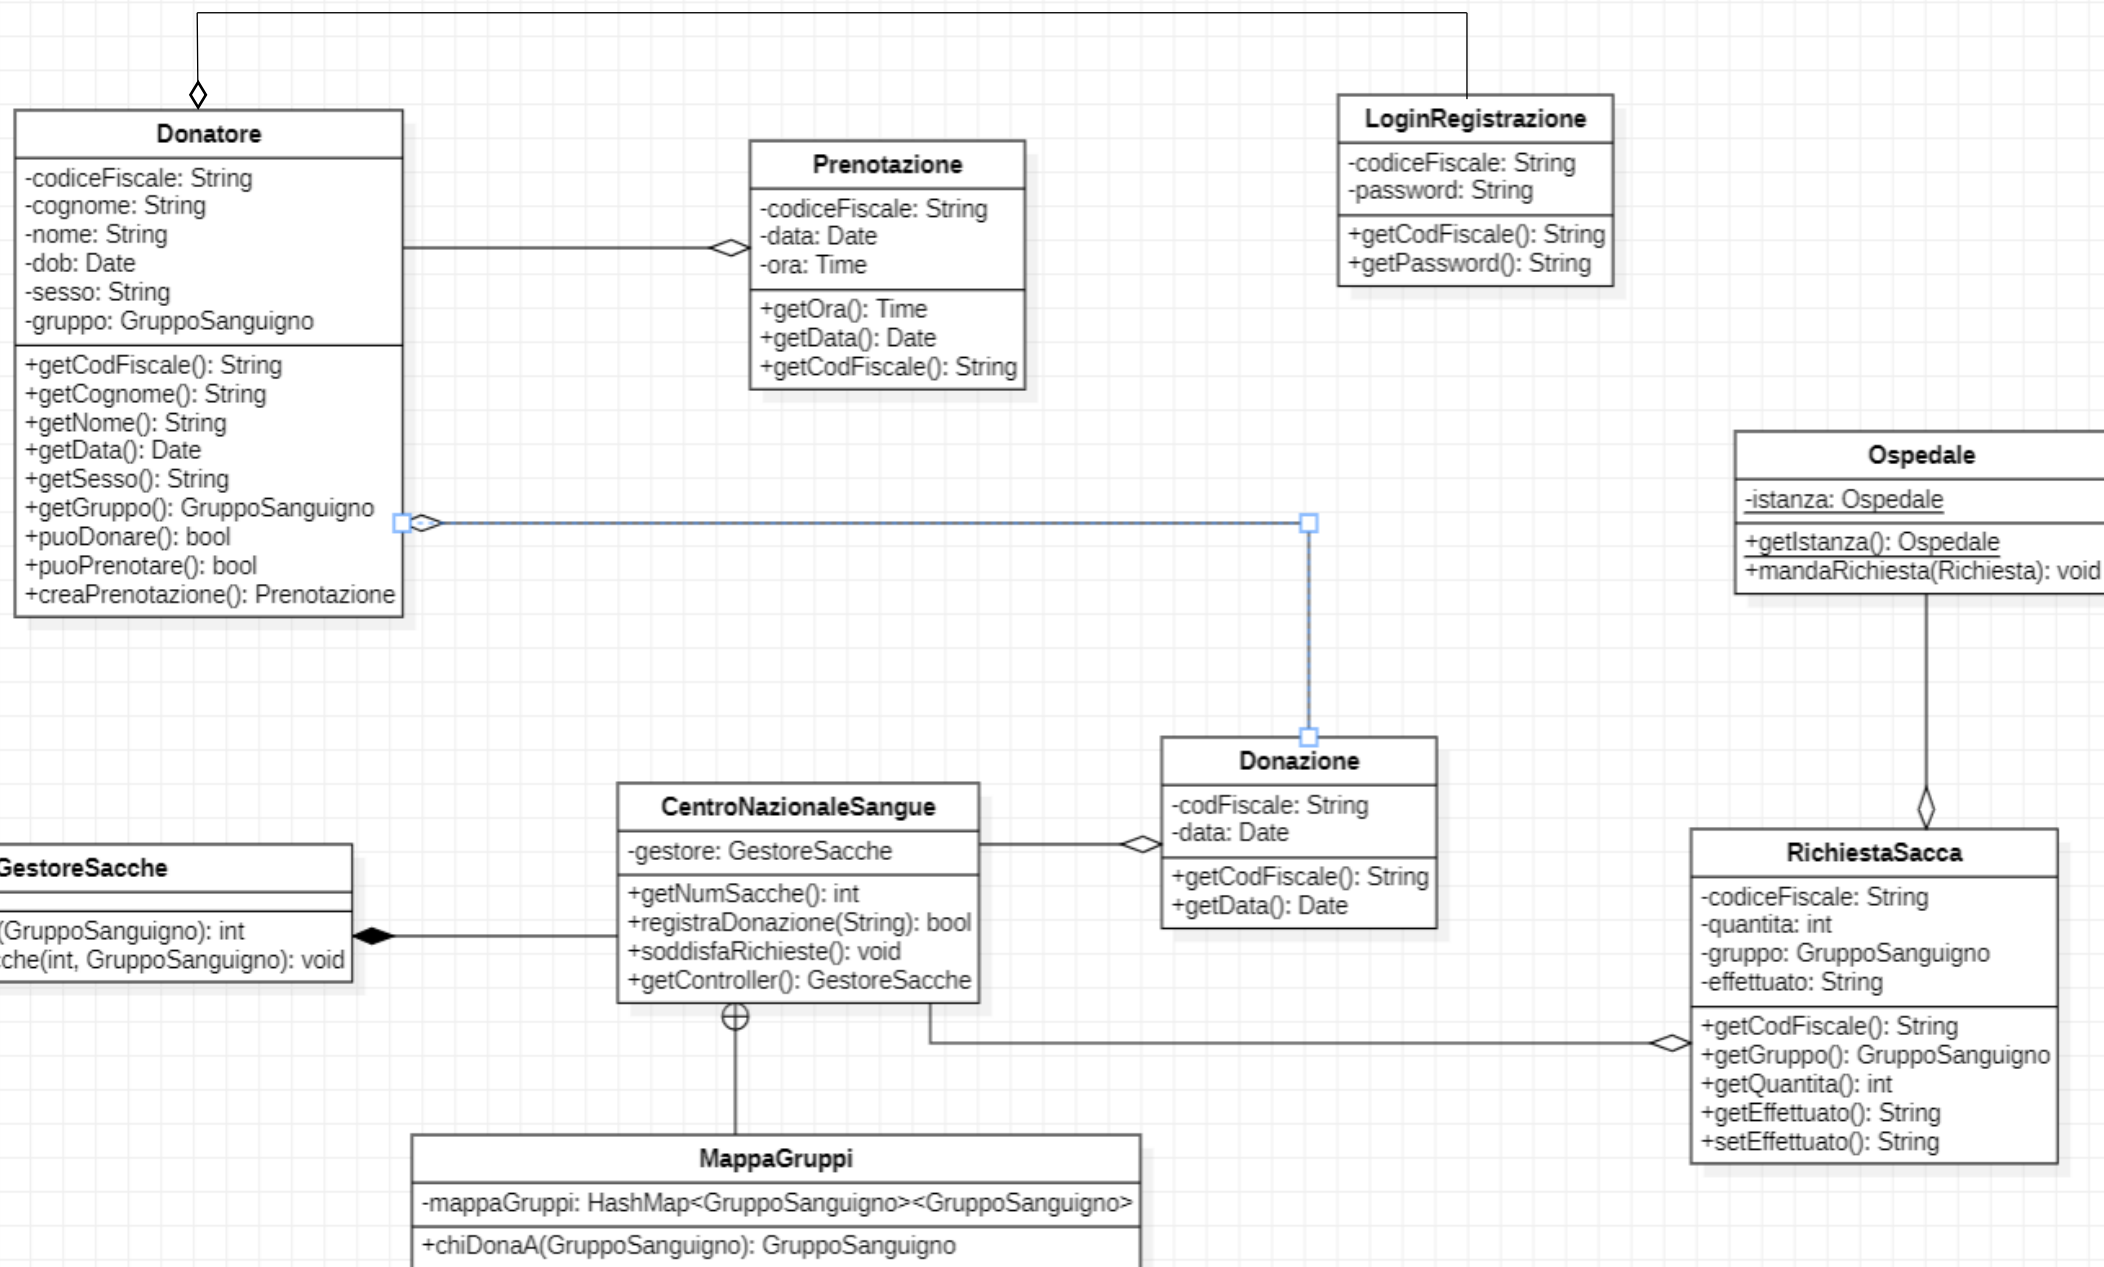 Donatore
-codiceFiscale: String
-cognome: String
-nome: String
-dob: Date
-sesso: String
-gruppo: GruppoSanguigno
+getCodFiscale(): String
+getCognome(): String
+getNome(): String
+getData(): Date
+getSesso(): String
+getGruppo(): GruppoSanguigno
+puoDonare(): bool
+puoPrenotare(): bool
+creaPrenotazione(): Prenotazione
Prenotazione
-codiceFiscale: String
-data: Date
-ora: Time
+getOra(): Time
+getData(): Date
+getCodFiscale(): String
LoginRegistrazione
-codiceFiscale: String
-password: String
+getCodFiscale(): String
+getPassword(): String
Ospedale
-istanza: Ospedale
+getIstanza(): Ospedale
+mandaRichiesta(Richiesta): void
GestoreSacche
(GruppoSanguigno): int
che(int, GruppoSanguigno): void
CentroNazionaleSangue
-gestore: GestoreSacche
+getNumSacche(): int
+registraDonazione(String): bool
+soddisfaRichieste(): void
+getController(): GestoreSacche
Donazione
-codFiscale: String
-data: Date
+getCodFiscale(): String
+getData(): Date
RichiestaSacca
-codiceFiscale: String
-quantita: int
-gruppo: GruppoSanguigno
-effettuato: String
+getCodFiscale(): String
+getGruppo(): GruppoSanguigno
+getQuantita(): int
+getEffettuato(): String
+setEffettuato(): String
MappaGruppi
-mappaGruppi: HashMap<GruppoSanguigno><GruppoSanguigno>
+chiDonaA(GruppoSanguigno): GruppoSanguigno